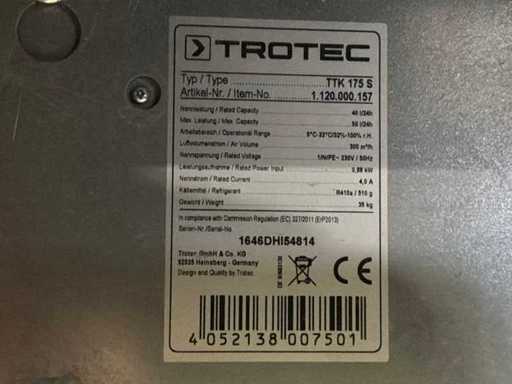 TROTEC
Typ / Type TTK 175 S
Artikel-Nr. / Item-No. 1.120.000.157
Nennleistung / Rated Capacity 40 l/24h
Max. Leistung / Max. Capacity 50 l/24h
Arbeitsbereich / Operational Range 5°C-32°C/32%-100% r.H.
Luftvolumenstrom / Air Volume 300 m³/h
Nennspannung / Rated Voltage 1/N/PE~ 230V / 50Hz
Leistungsaufnahme / Rated Power Input 0,88 kW
Nennstrom / Rated Current 4,0 A
Kältemittel / Refrigerant R410a / 510 g
Gewicht / Weight 35 kg
In compliance with Commission Regulation (EC) 327/2011 (ErP2013)
Serien-Nr./Serial-No.
1646DHI54814
Trotec GmbH & Co. KG
52525 Heinsberg - Germany
Design and Quality by Trotec
CE
4 052138 007501